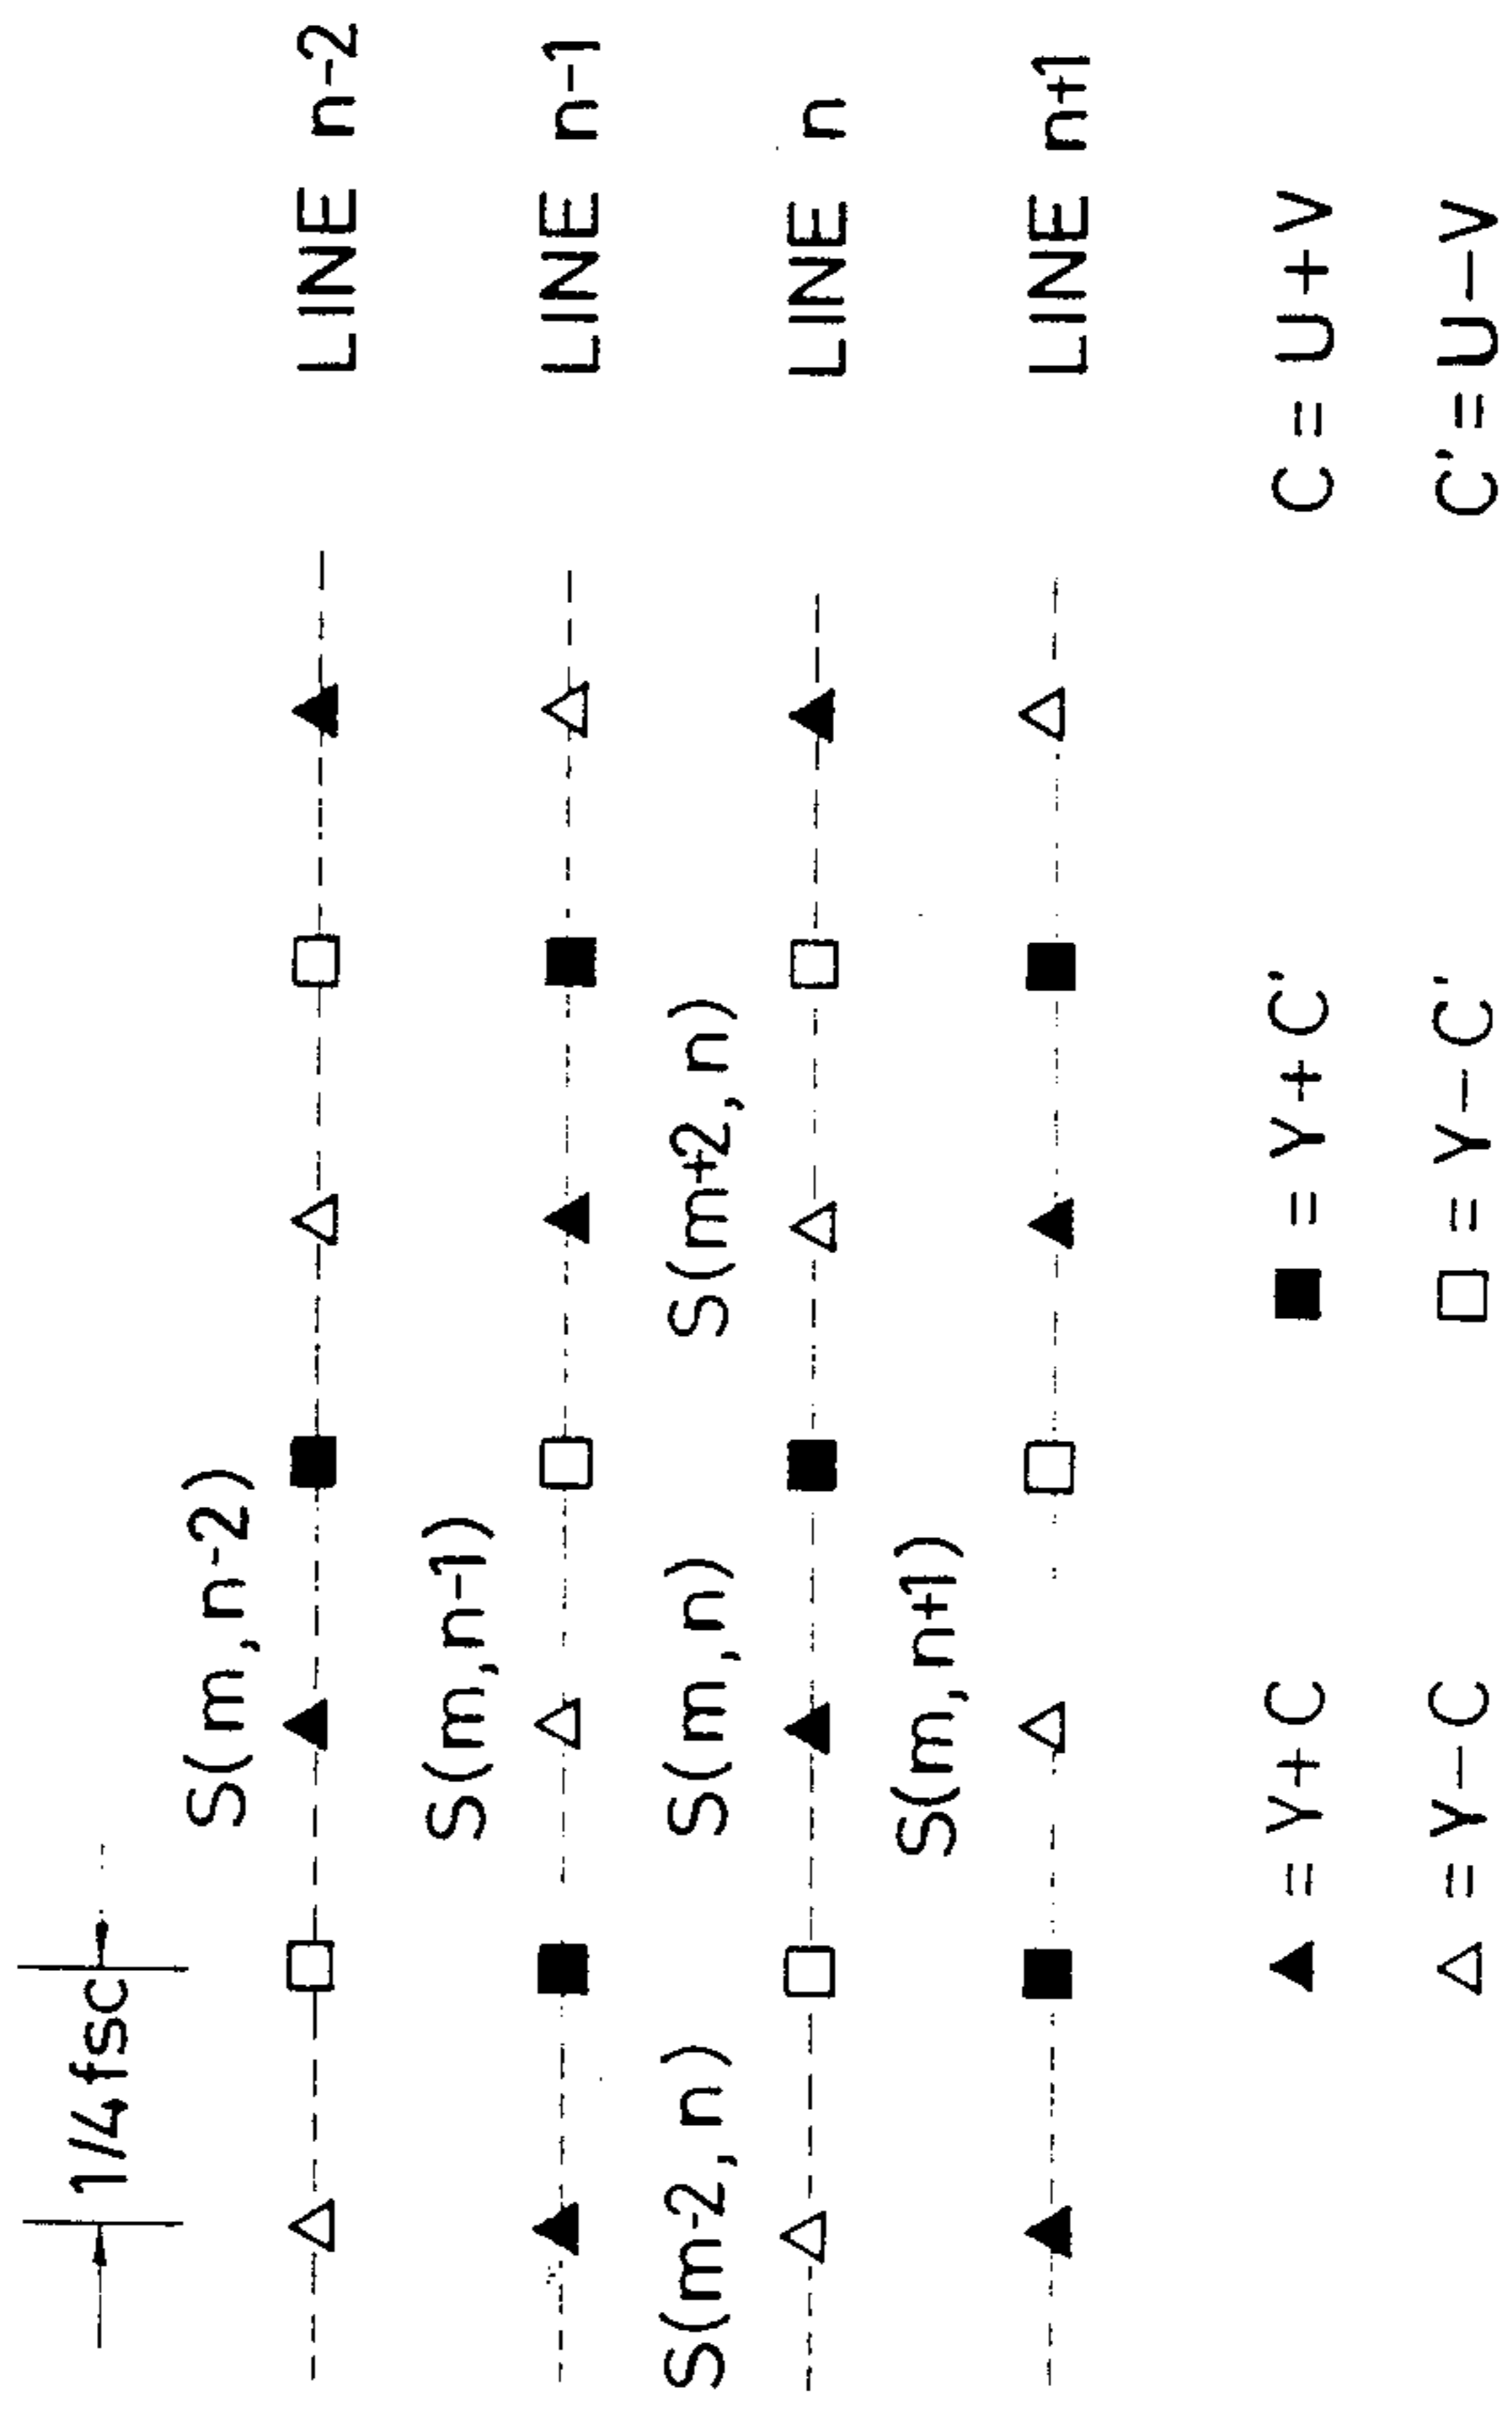 1/4fsc
S(m,n-2)
LINE n-2
S(m,n-1)
LINE n-1
S(m-2,n) S(m,n) S(m+2,n)
LINE n
S(m,n+1)
LINE n+1
▲ = Y+C ■ = Y+C' C = U+V
△ = Y-C □ = Y-C' C' = U-V